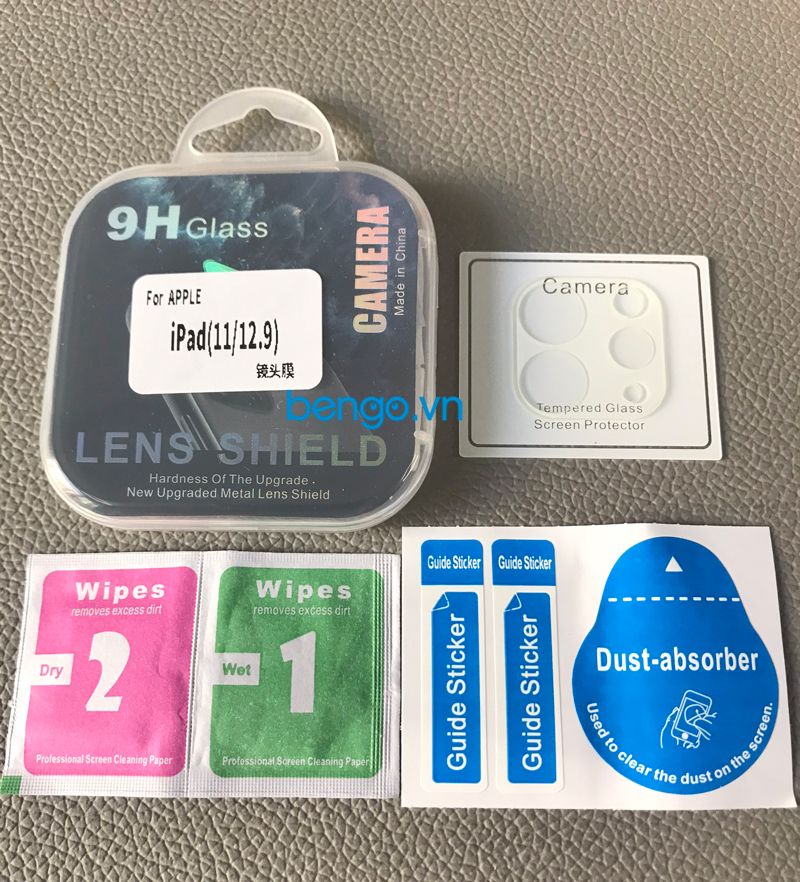 9H Glass
CAMERA
Made in China
For APPLE
iPad(11/12.9)
镜头膜
bengo.vn
LENS SHIELD
Hardness Of The Upgrade
New Upgraded Metal Lens Shield
Camera
Tempered Glass
Screen Protector
Wipes
removes excess dirt
Dry
2
Professional Screen Cleaning Paper
Wipes
removes excess dirt
Wet
1
Professional Screen Cleaning Paper
Guide Sticker
Guide Sticker
Guide Sticker
Guide Sticker
Dust-absorber
Used to clear the dust on the screen.